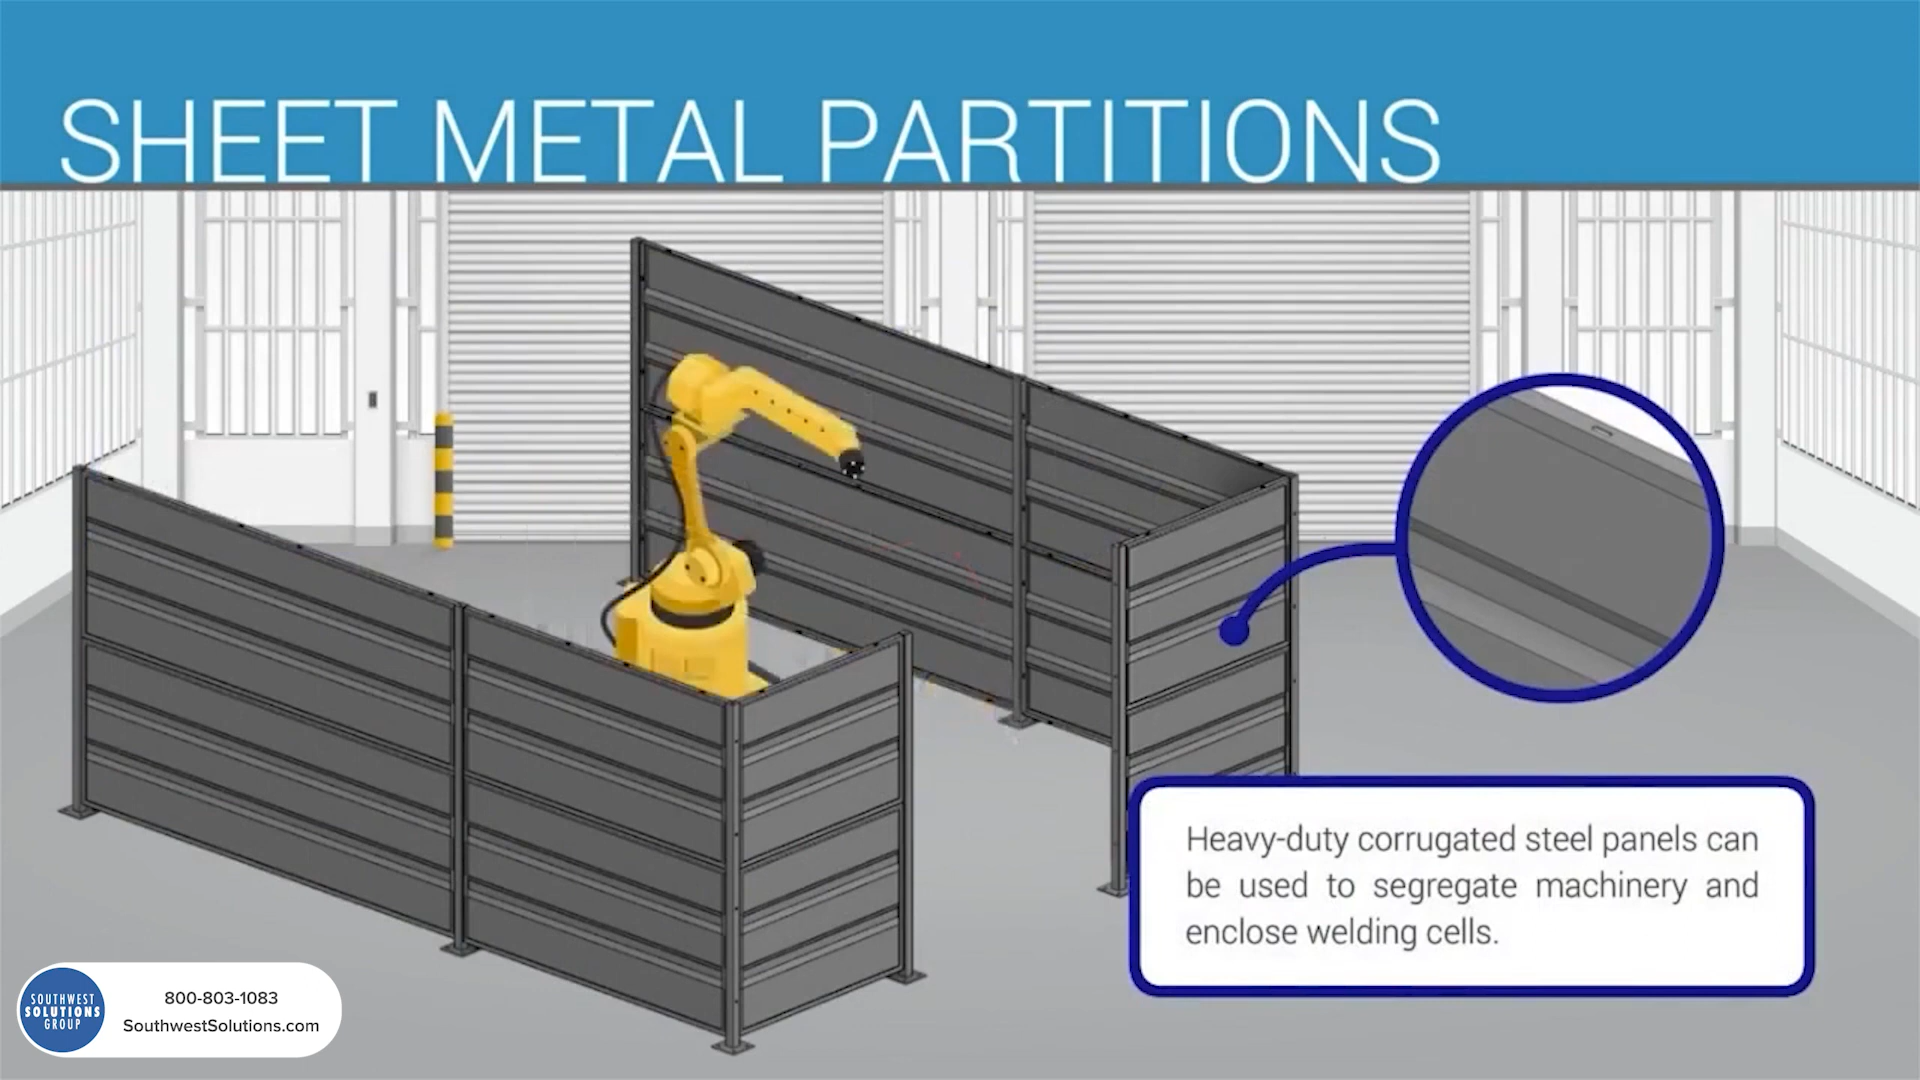 SHEET METAL PARTITIONS
Heavy-duty corrugated steel panels can
be used to segregate machinery and
enclose welding cells.
SOUTHWEST
SOLUTIONS
GROUP
800-803-1083
SouthwestSolutions.com